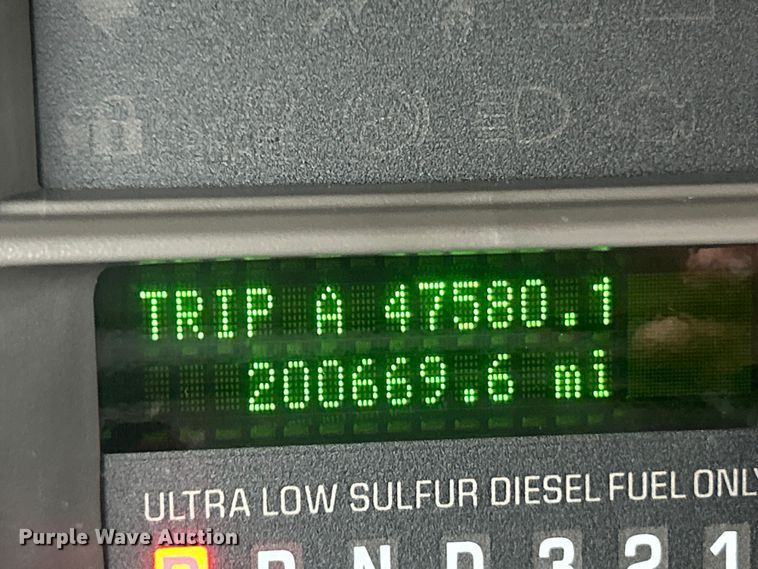 TRIP A 47580.1
200669.6 mi
ULTRA LOW SULFUR DIESEL FUEL ONLY
Purple Wave Auction
P R N D 3 2 1